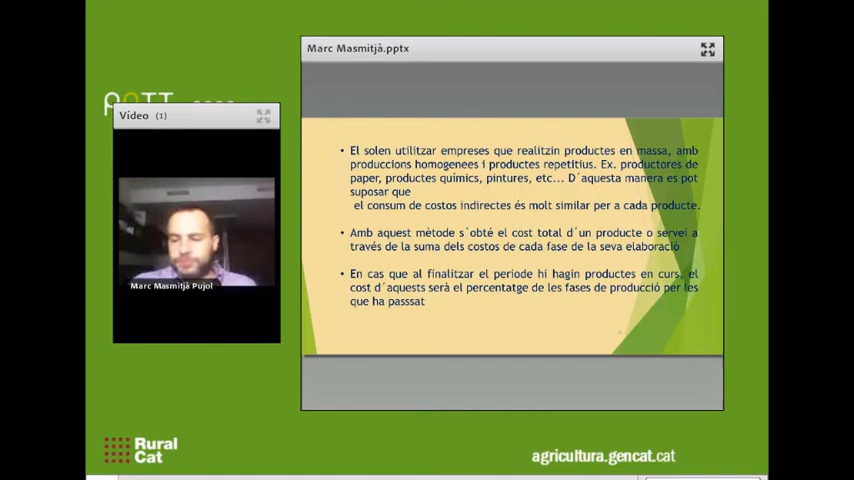 Marc Masmitjà.pptx
Vídeo (1)
Marc Masmitjà Pujol
• El solen utilitzar empreses que realitzin productes en massa, amb
produccions homogenees i productes repetitius. Ex. productores de
paper, productes químics, pintures, etc... D´aquesta manera es pot
suposar que
el consum de costos indirectes és molt similar per a cada producte.
• Amb aquest mètode s´obté el cost total d´un producte o servei a
través de la suma dels costos de cada fase de la seva elaboració
• En cas que al finalitzar el periode hi hagin productes en curs, el
cost d´aquests serà el percentatge de les fases de producció per les
que ha passsat
Rural
Cat
agricultura.gencat.cat